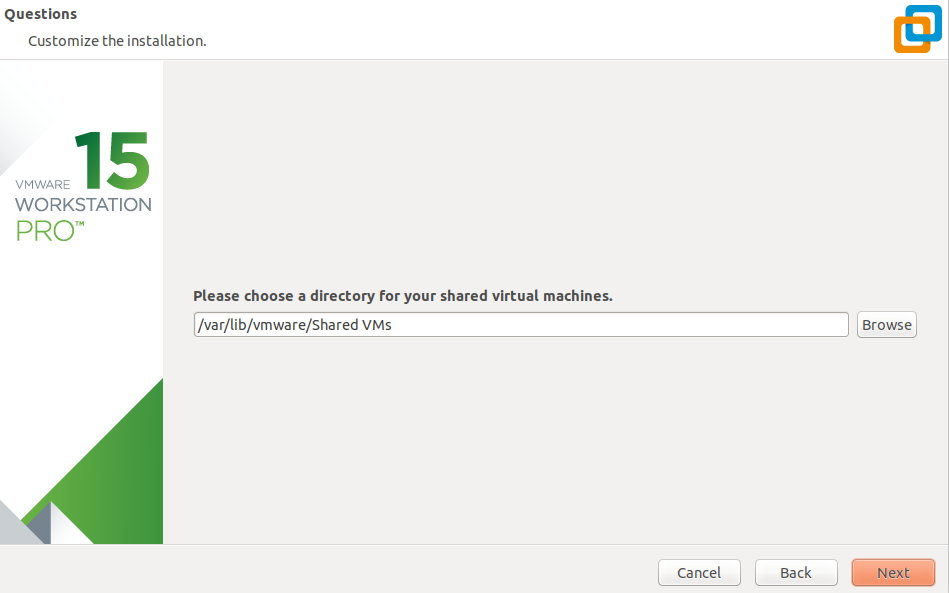 Questions
Customize the installation.
15
VMWARE
WORKSTATION
PRO™
Please choose a directory for your shared virtual machines.
/var/lib/vmware/Shared VMs
Browse
Cancel
Back
Next